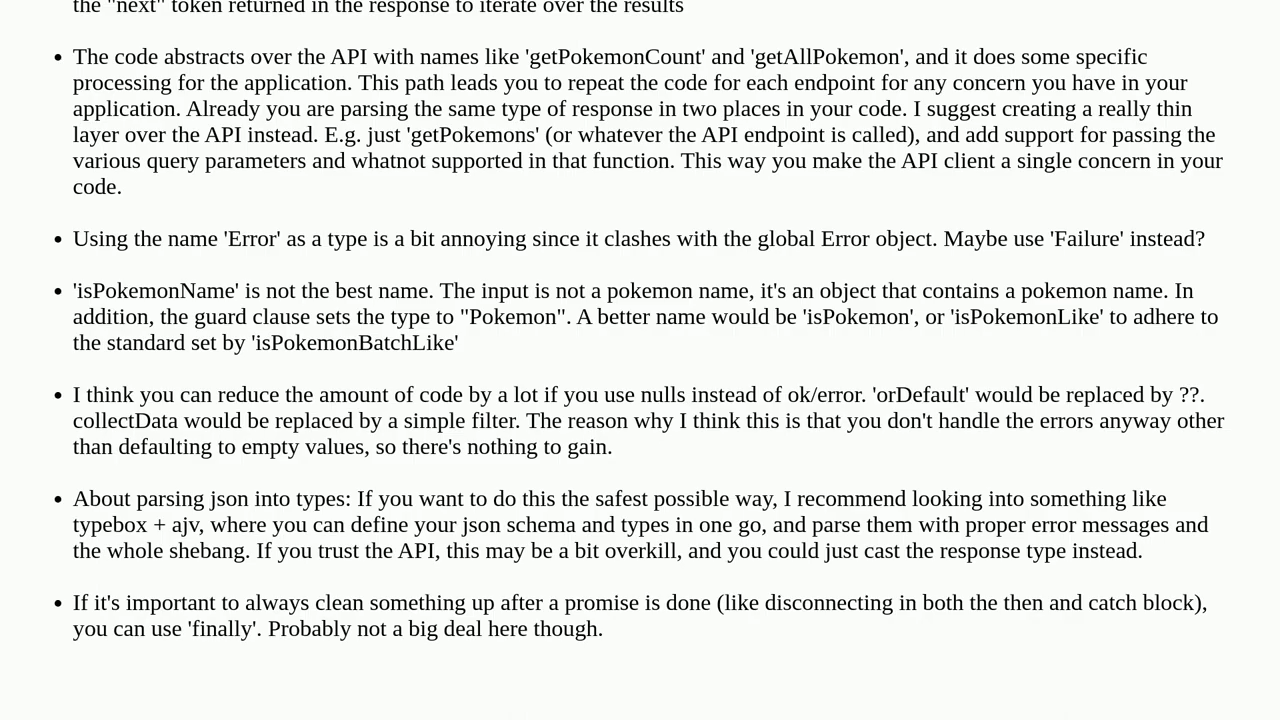 the "next" token returned in the response to iterate over the results
• The code abstracts over the API with names like 'getPokemonCount' and 'getAllPokemon', and it does some specific
processing for the application. This path leads you to repeat the code for each endpoint for any concern you have in your
application. Already you are parsing the same type of response in two places in your code. I suggest creating a really thin
layer over the API instead. E.g. just 'getPokemons' (or whatever the API endpoint is called), and add support for passing the
various query parameters and whatnot supported in that function. This way you make the API client a single concern in your
code.
• Using the name 'Error' as a type is a bit annoying since it clashes with the global Error object. Maybe use 'Failure' instead?
• 'isPokemonName' is not the best name. The input is not a pokemon name, it's an object that contains a pokemon name. In
addition, the guard clause sets the type to "Pokemon". A better name would be 'isPokemon', or 'isPokemonLike' to adhere to
the standard set by 'isPokemonBatchLike'
• I think you can reduce the amount of code by a lot if you use nulls instead of ok/error. 'orDefault' would be replaced by ??.
collectData would be replaced by a simple filter. The reason why I think this is that you don't handle the errors anyway other
than defaulting to empty values, so there's nothing to gain.
• About parsing json into types: If you want to do this the safest possible way, I recommend looking into something like
typebox + ajv, where you can define your json schema and types in one go, and parse them with proper error messages and
the whole shebang. If you trust the API, this may be a bit overkill, and you could just cast the response type instead.
• If it's important to always clean something up after a promise is done (like disconnecting in both the then and catch block),
you can use 'finally'. Probably not a big deal here though.